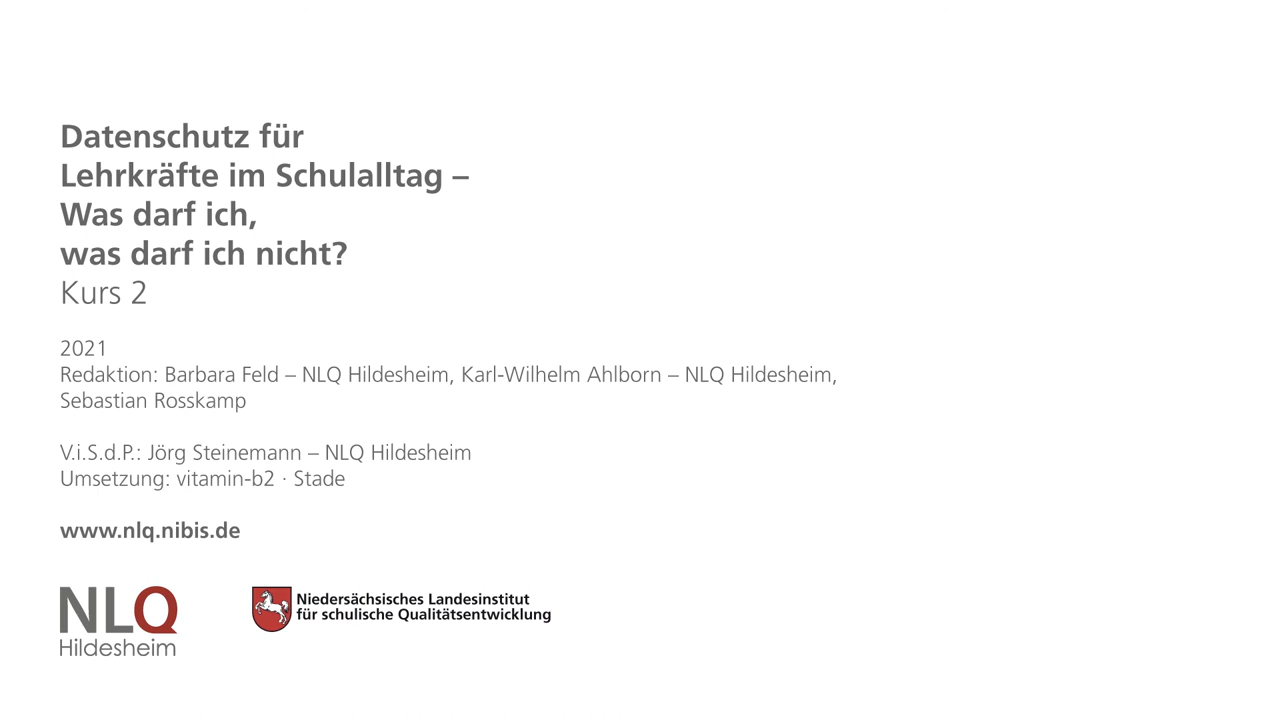 Datenschutz für
Lehrkräfte im Schulalltag –
Was darf ich,
was darf ich nicht?
Kurs 2
2021
Redaktion: Barbara Feld – NLQ Hildesheim, Karl-Wilhelm Ahlborn – NLQ Hildesheim,
Sebastian Rosskamp
V.i.S.d.P.: Jörg Steinemann – NLQ Hildesheim
Umsetzung: vitamin-b2 · Stade
www.nlq.nibis.de
NLQ
Hildesheim
Niedersächsisches Landesinstitut
für schulische Qualitätsentwicklung